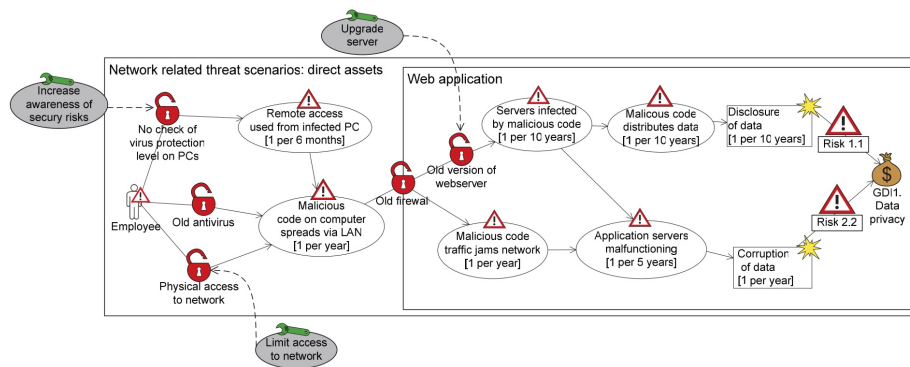 Upgrade
server
Network related threat scenarios: direct assets
Web application
Increase
awareness of
secury risks
No check of
virus protection
level on PCs
Remote access
used from infected PC
[1 per 6 months]
Servers infected
by malicious code
[1 per 10 years]
Malicious code
distributes data
[1 per 10 years]
Disclosure
of data
[1 per 10 years]
Risk 1.1
Old version of
webserver
$
GDI1.
Data
privacy
Employee
Old antivirus
Malicious
code on computer
spreads via LAN
[1 per year]
Old firewal
Malicious code
traffic jams network
[1 per year]
Application servers
malfunctioning
[1 per 5 years]
Risk 2.2
Corruption
of data
[1 per year]
Physical access
to network
Limit access
to network